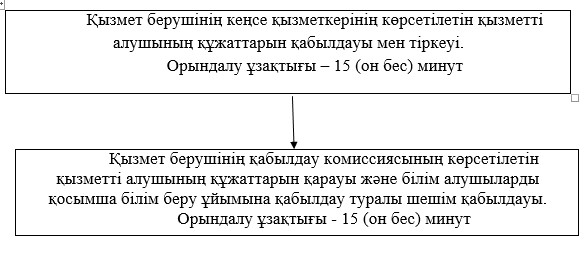 Қызмет берушінің кеңсе қызметкерінің көрсетілетін қызметті
алушының құжаттарын қабылдауы мен тіркеуі.
Орындалу ұзақтығы – 15 (он бес) минут
Қызмет берушінің қабылдау комиссиясының көрсетілетін
қызметті алушының құжаттарын қарауы және білім алушыларды
қосымша білім беру ұйымына қабылдау туралы шешім қабылдауы.
Орындалу ұзақтығы - 15 (он бес) минут